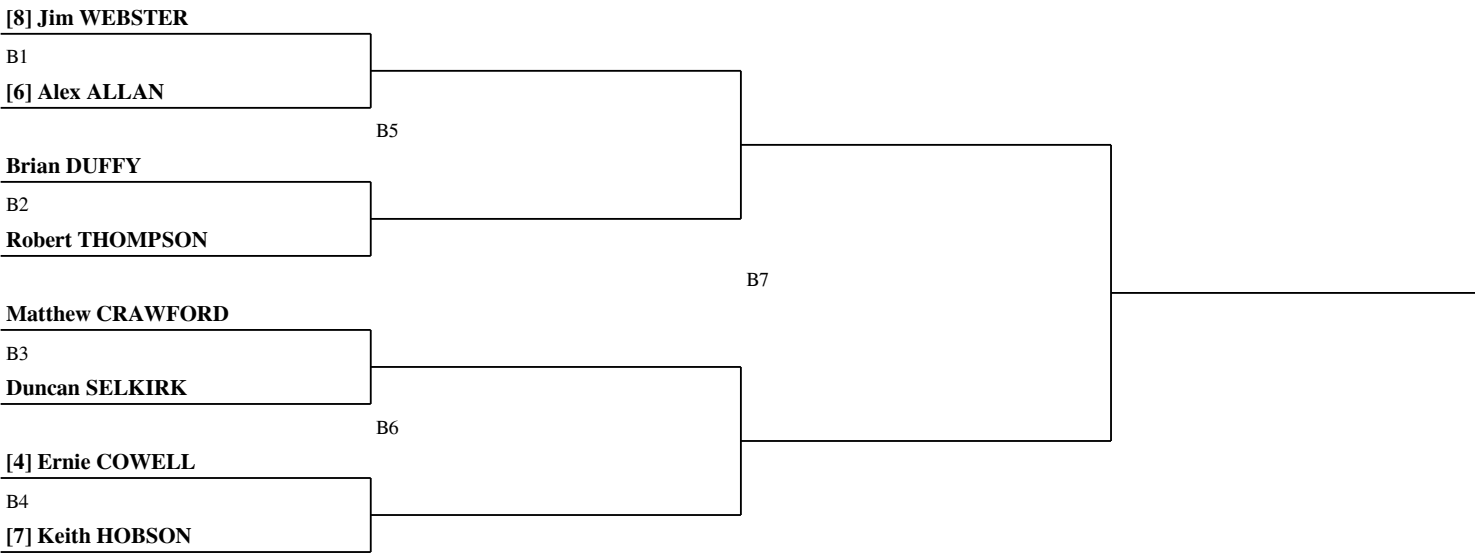 [8] Jim WEBSTER
B1
[6] Alex ALLAN
B5
Brian DUFFY
B2
Robert THOMPSON
B7
Matthew CRAWFORD
B3
Duncan SELKIRK
B6
[4] Ernie COWELL
B4
[7] Keith HOBSON